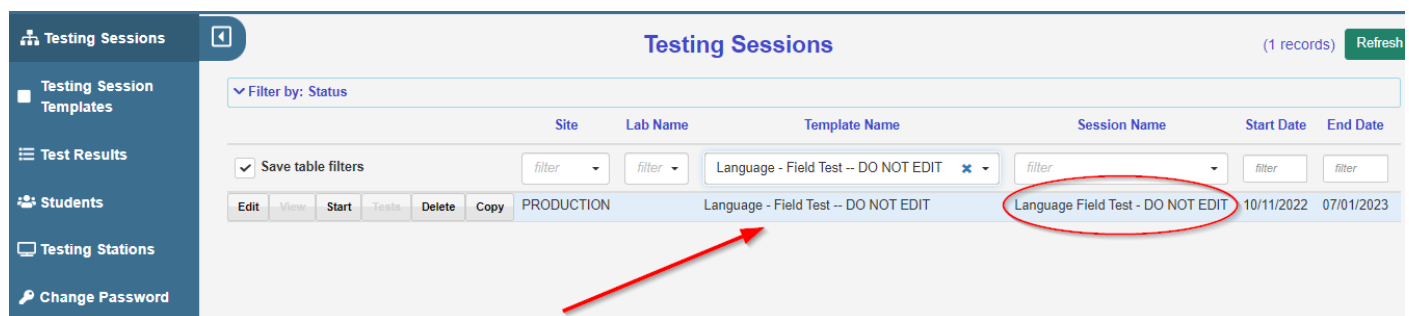 Testing Sessions
Testing Session
Templates
Test Results
Students
Testing Stations
Change Password
Testing Sessions
(1 records)
Refresh
Filter by: Status
Site Lab Name Template Name Session Name Start Date End Date
Save table filters filter filter Language - Field Test -- DO NOT EDIT filter filter filter
Edit View Start Tests Delete Copy PRODUCTION Language - Field Test -- DO NOT EDIT Language Field Test - DO NOT EDIT 10/11/2022 07/01/2023